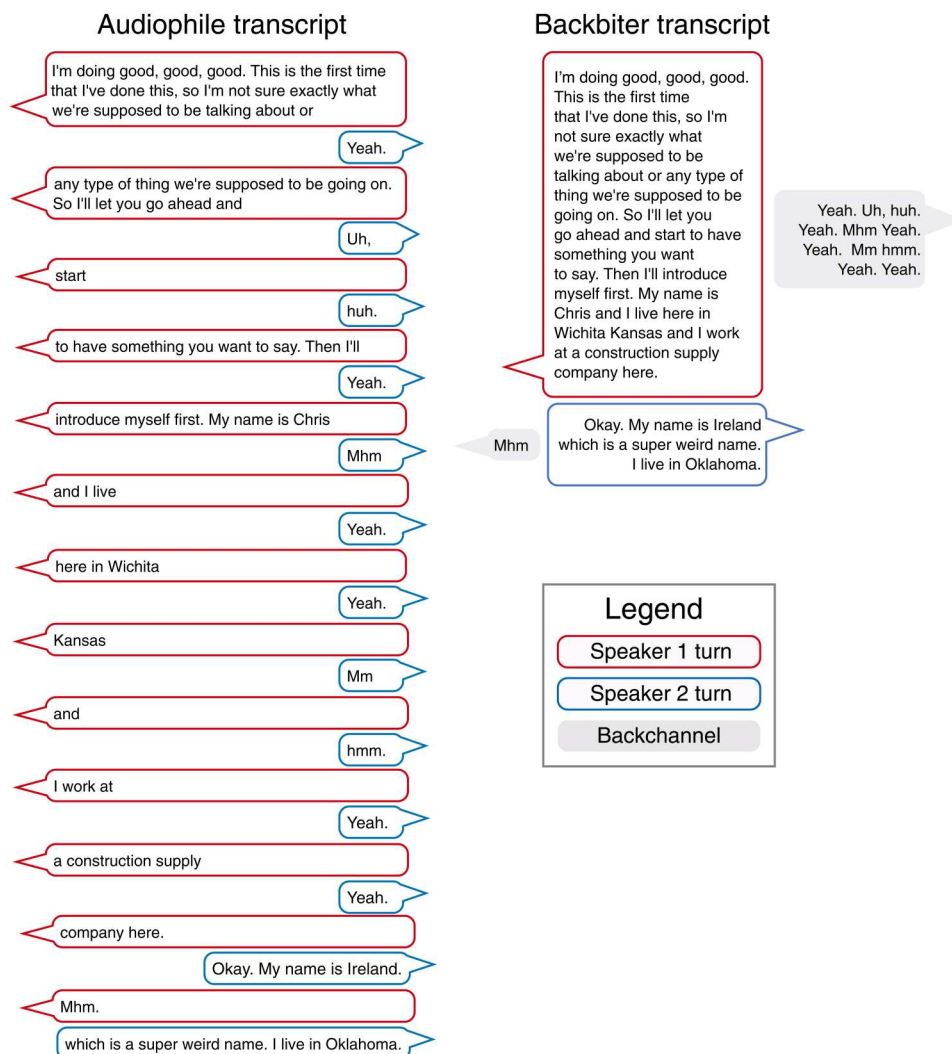 Audiophile transcript
I'm doing good, good, good. This is the first time
that I've done this, so I'm not sure exactly what
we're supposed to be talking about or
Yeah.
any type of thing we're supposed to be going on.
So I'll let you go ahead and
Uh,
start
huh.
to have something you want to say. Then I'll
Yeah.
introduce myself first. My name is Chris
Mhm
and I live
Yeah.
here in Wichita
Yeah.
Kansas
Mm
and
hmm.
I work at
Yeah.
a construction supply
Yeah.
company here.
Okay. My name is Ireland.
Mhm.
which is a super weird name. I live in Oklahoma.
Backbiter transcript
I'm doing good, good, good.
This is the first time
that I've done this, so I'm
not sure exactly what
we're supposed to be
talking about or any type of
thing we're supposed to be
going on. So I'll let you
go ahead and start to have
something you want
to say. Then I'll introduce
myself first. My name is
Chris and I live here in
Wichita Kansas and I work
at a construction supply
company here.
Yeah. Uh, huh.
Yeah. Mhm Yeah.
Yeah. Mm hmm.
Yeah. Yeah.
Mhm
Okay. My name is Ireland
which is a super weird name.
I live in Oklahoma.
Legend
Speaker 1 turn
Speaker 2 turn
Backchannel